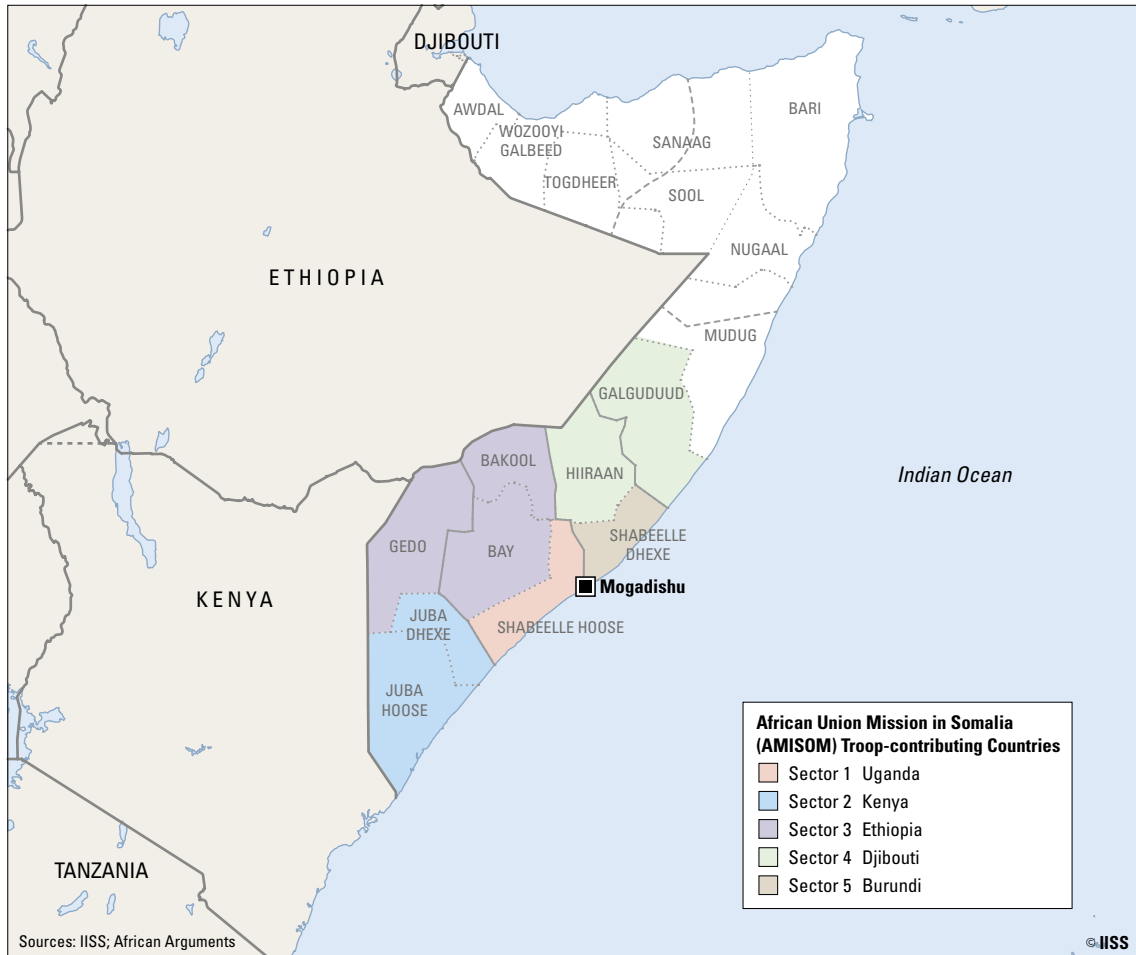 DJIBOUTI
AWDAL
WOZOOYI
GALBEED
TOGDHEER
SANAAG
SOOL
BARI
NUGAAL
ETHIOPIA
MUDUG
GALGUDUUD
BAKOOL
HIIRAAN
Indian Ocean
GEDO
BAY
SHABEELLE
DHEXE
Mogadishu
KENYA
JUBA
DHEXE
SHABEELLE HOOSE
JUBA
HOOSE
African Union Mission in Somalia
(AMISOM) Troop-contributing Countries
Sector 1 Uganda
Sector 2 Kenya
Sector 3 Ethiopia
Sector 4 Djibouti
Sector 5 Burundi
TANZANIA
Sources: IISS; African Arguments
© IISS